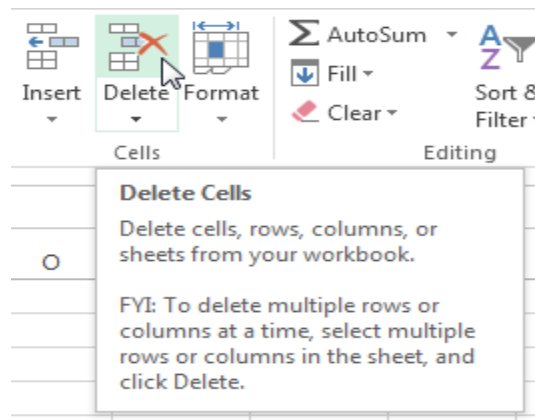 AutoSum
Fill
Clear
Insert Delete Format
Sort &
Filter
Cells
Editing
Delete Cells
Delete cells, rows, columns, or
sheets from your workbook.
FYI: To delete multiple rows or
columns at a time, select multiple
rows or columns in the sheet, and
click Delete.
O